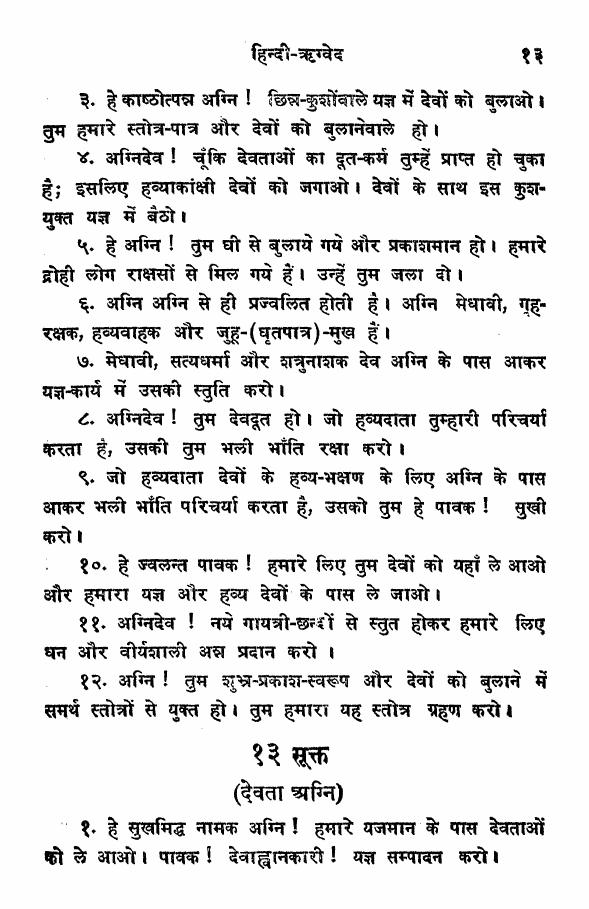 हिन्दी-ऋग्वेद १३
३. हे काष्ठोत्पन्न अग्नि ! छिन्न-कुशोंवाले यज्ञ में देवों को बुलाओ।
तुम हमारे स्तोत्र-पात्र और देवों को बुलानेवाले हो।
४. अग्निदेव ! चूँकि देवताओं का दूत-कर्म तुम्हें प्राप्त हो चुका
है; इसलिए हव्याकांक्षी देवों को जगाओ। देवों के साथ इस कुश-
युक्त यज्ञ में बैठो।
५. हे अग्नि ! तुम घी से बुलाये गये और प्रकाशमान हो। हमारे
द्रोही लोग राक्षसों से मिल गये हैं। उन्हें तुम जला दो।
६. अग्नि अग्नि से ही प्रज्वलित होती है। अग्नि मेधावी, गृह-
रक्षक, हव्यवाहक और जुहू-(घृतपात्र)-मुख हैं।
७. मेधावी, सत्यधर्मा और शत्रुनाशक देव अग्नि के पास आकर
यज्ञ-कार्य में उसकी स्तुति करो।
८. अग्निदेव ! तुम देवदूत हो। जो हव्यदाता तुम्हारी परिचर्या
करता है, उसकी तुम भली भाँति रक्षा करो।
९. जो हव्यदाता देवों के हव्य-भक्षण के लिए अग्नि के पास
आकर भली भाँति परिचर्या करता है, उसको तुम हे पावक ! सुखी
करो।
१०. हे ज्वलन्त पावक ! हमारे लिए तुम देवों को यहाँ ले आओ
और हमारा यज्ञ और हव्य देवों के पास ले जाओ।
११. अग्निदेव ! नये गायत्री-छन्दों से स्तुत होकर हमारे लिए
धन और वीर्यशाली अन्न प्रदान करो ।
१२. अग्नि ! तुम शुभ्र-प्रकाश-स्वरूप और देवों को बुलाने में
समर्थ स्तोत्रों से युक्त हो। तुम हमारा यह स्तोत्र ग्रहण करो।
१३ सूक्त
(देवता अग्नि)
१. हे सुखमिद्ध नामक अग्नि ! हमारे यजमान के पास देवताओं
को ले आओ। पावक ! देवाह्वानकारी ! यज्ञ सम्पादन करो।